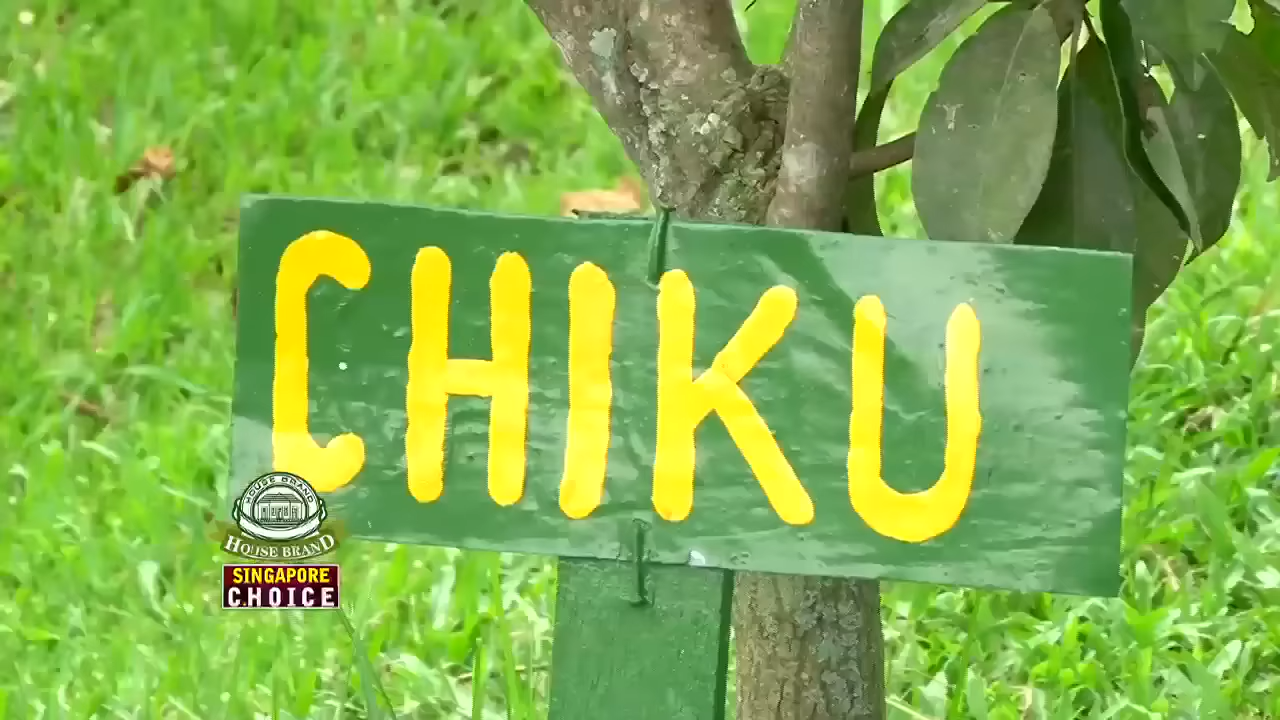 CHIKU
HOUSE BRAND
HOUSE BRAND
SINGAPORE
CHOICE